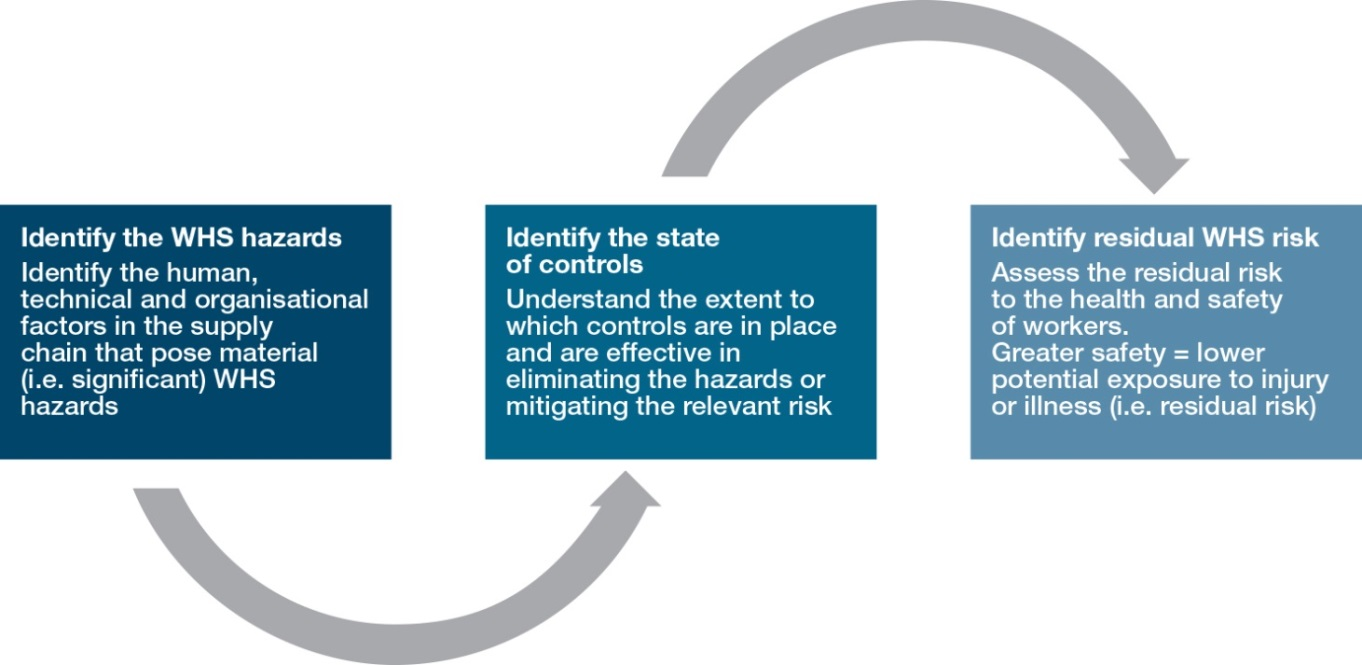 Identify the WHS hazards
Identify the human,
technical and organisational
factors in the supply
chain that pose material
(i.e. significant) WHS
hazards
Identify the state
of controls
Understand the extent to
which controls are in place
and are effective in
eliminating the hazards or
mitigating the relevant risk
Identify residual WHS risk
Assess the residual risk
to the health and safety
of workers.
Greater safety = lower
potential exposure to injury
or illness (i.e. residual risk)